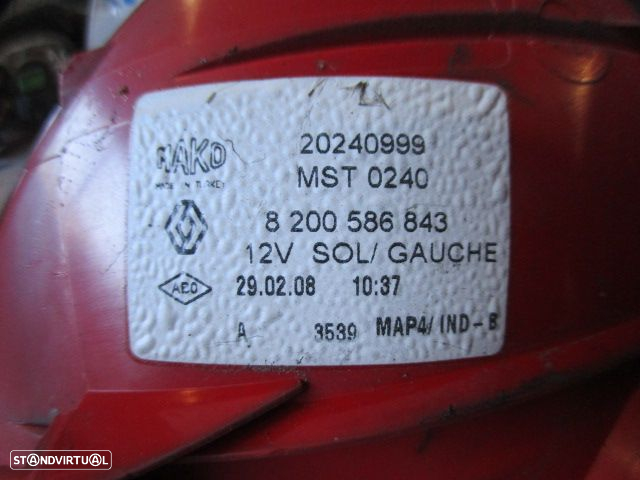 MAKO
MADE IN TURKEY
20240999
MST 0240
8 200 586 843
12V SOL/ GAUCHE
AEO
29.02.08 10:37
A 3539 MAP4/ IND-B
STANDVIRTUAL